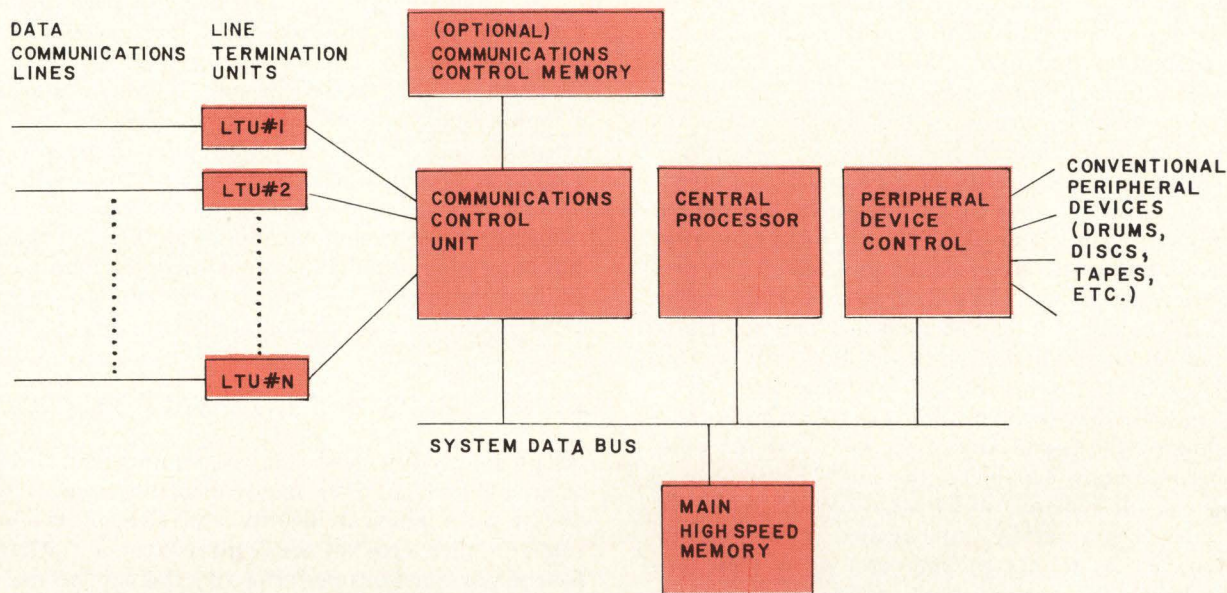 DATA
COMMUNICATIONS
LINES
LINE
TERMINATION
UNITS
(OPTIONAL)
COMMUNICATIONS
CONTROL MEMORY
LTU#1
LTU#2
LTU#N
COMMUNICATIONS
CONTROL
UNIT
CENTRAL
PROCESSOR
PERIPHERAL
DEVICE
CONTROL
CONVENTIONAL
PERIPHERAL
DEVICES
(DRUMS,
DISCS,
TAPES,
ETC.)
SYSTEM DATA BUS
MAIN
HIGH SPEED
MEMORY